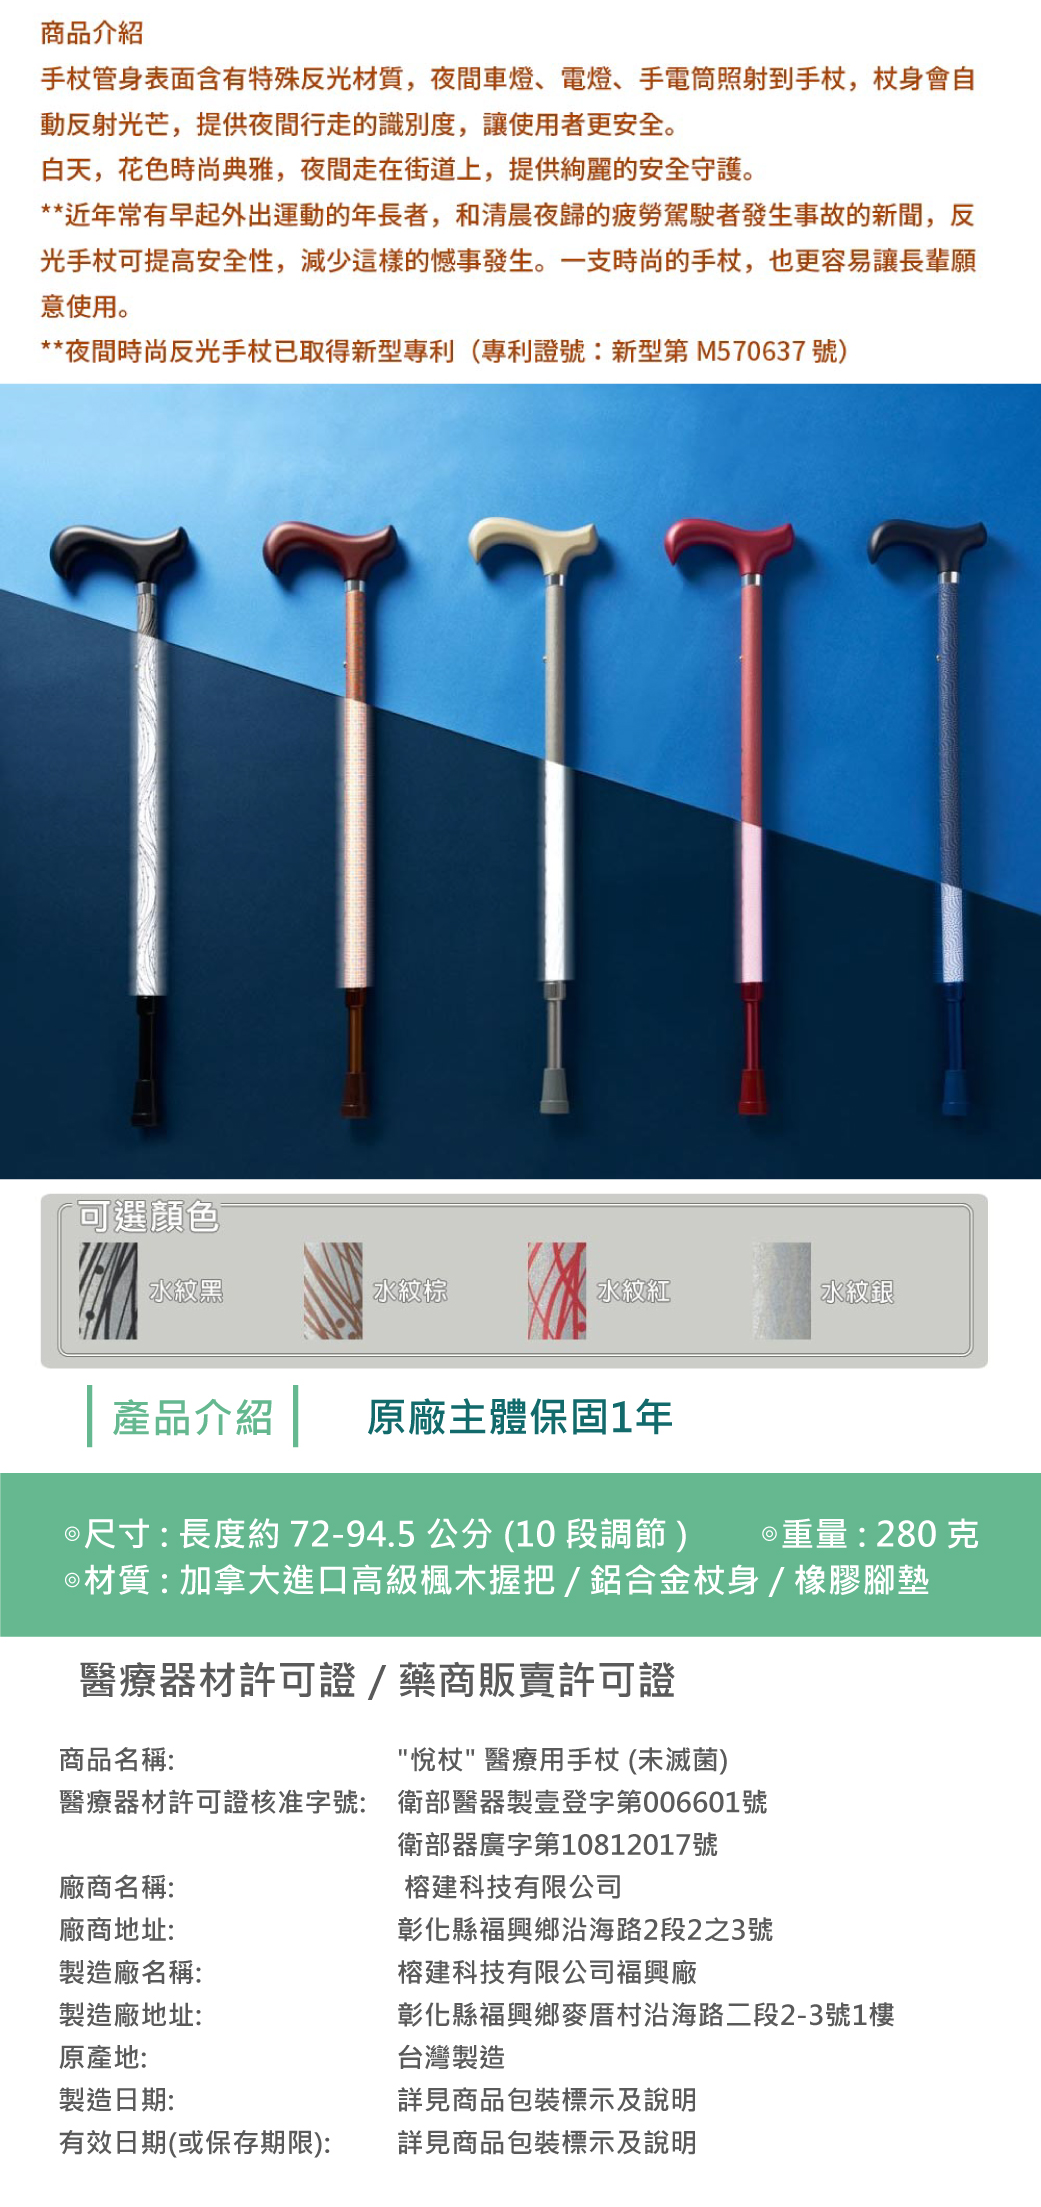 商品介紹
手杖管身表面含有特殊反光材質，夜間車燈、電燈、手電筒照射到手杖，杖身會自
動反射光芒，提供夜間行走的識別度，讓使用者更安全。
白天，花色時尚典雅，夜間走在街道上，提供絢麗的安全守護。
**近年常有早起外出運動的年長者，和清晨夜歸的疲勞駕駛者發生事故的新聞，反
光手杖可提高安全性，減少這樣的憾事發生。一支時尚的手杖，也更容易讓長輩願
意使用。
**夜間時尚反光手杖已取得新型專利（專利證號：新型第 M570637 號）
可選顏色
水紋黑 水紋棕 水紋紅 水紋銀
產品介紹 原廠主體保固1年
◎尺寸 : 長度約 72-94.5 公分 (10 段調節 ) ◎重量 : 280 克
◎材質 : 加拿大進口高級楓木握把 / 鋁合金杖身 / 橡膠腳墊
醫療器材許可證 / 藥商販賣許可證
商品名稱: "悅杖" 醫療用手杖 (未滅菌)
醫療器材許可證核准字號: 衛部醫器製壹登字第006601號
衛部器廣字第10812017號
廠商名稱: 榕建科技有限公司
廠商地址: 彰化縣福興鄉沿海路2段2之3號
製造廠名稱: 榕建科技有限公司福興廠
製造廠地址: 彰化縣福興鄉麥厝村沿海路二段2-3號1樓
原產地: 台灣製造
製造日期: 詳見商品包裝標示及說明
有效日期(或保存期限): 詳見商品包裝標示及說明